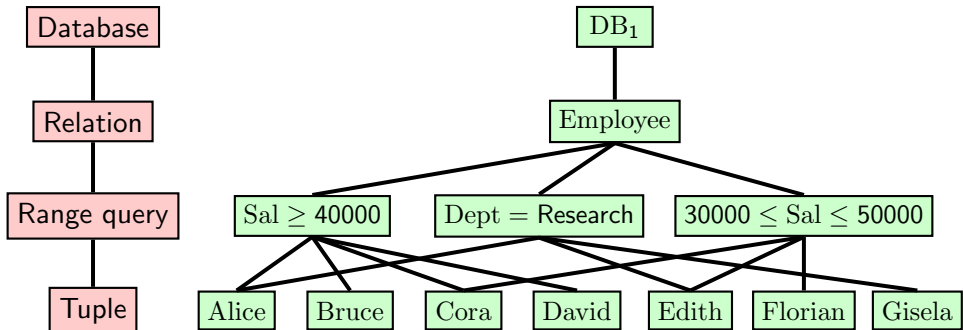 Database
DB₁
Relation
Employee
Range query
Sal ≥ 40000
Dept = Research
30000 ≤ Sal ≤ 50000
Tuple
Alice
Bruce
Cora
David
Edith
Florian
Gisela